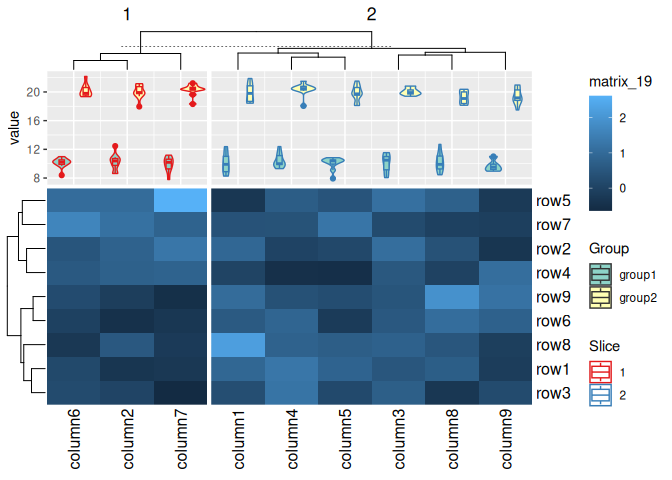 1 2
value
20
16
12
8
row5
row7
row2
row4
row9
row6
row8
row1
row3
column6
column2
column7
column1
column4
column5
column3
column8
column9
matrix_19
2
1
0
Group
group1
group2
Slice
1
2